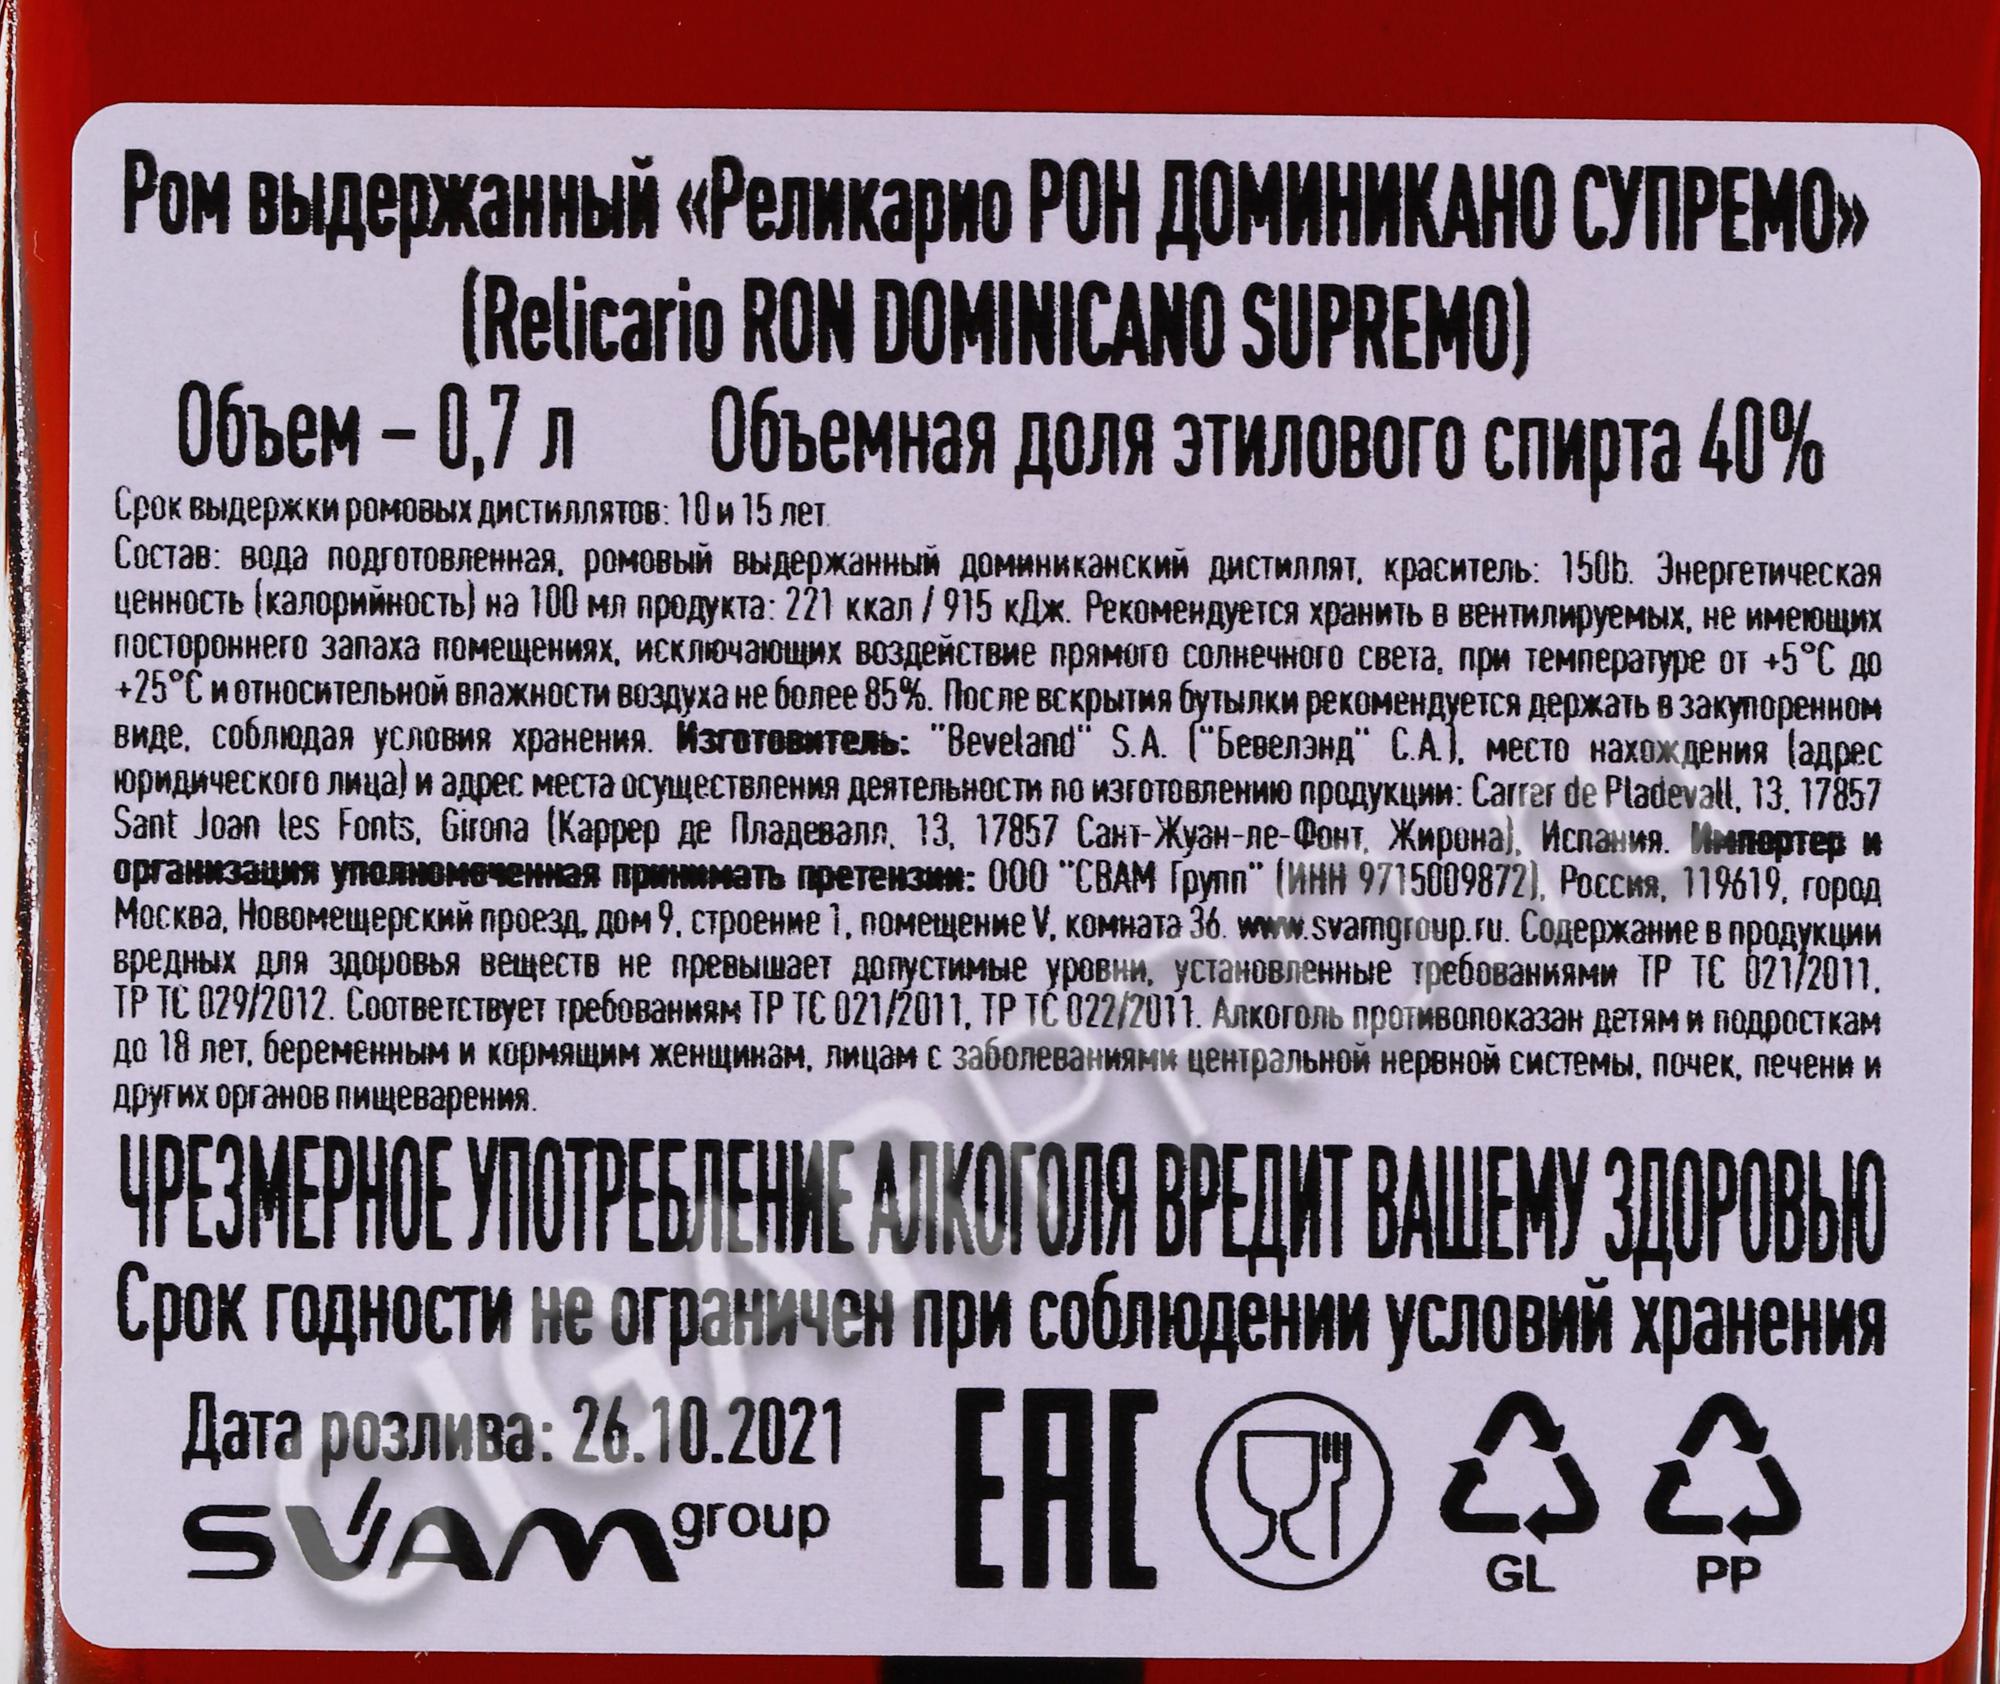 Ром выдержанный «Реликарио РОН ДОМИНИКАНО СУПРЕМО»
(Relicario RON DOMINICANO SUPREMO)
Объем – 0,7 л Объемная доля этилового спирта 40%
Срок выдержки ромовых дистиллятов: 10 и 15 лет.
Состав: вода подготовленная, ромовый выдержанный доминиканский дистиллят, краситель: 150b. Энергетическая
ценность (калорийность) на 100 мл продукта: 221 ккал / 915 кДж. Рекомендуется хранить в вентилируемых, не имеющих
постороннего запаха помещениях, исключающих воздействие прямого солнечного света, при температуре от +5°C до
+25°C и относительной влажности воздуха не более 85%. После вскрытия бутылки рекомендуется держать в закупоренном
виде, соблюдая условия хранения. Изготовитель: "Beveland" S.A. ("Бевелэнд" С.А.), место нахождения (адрес
юридического лица) и адрес места осуществления деятельности по изготовлению продукции: Carrer de Pladevall, 13, 17857
Sant Joan les Fonts, Girona (Каррер де Пладевалл, 13, 17857 Сант-Жуан-ле-Фонт, Жирона), Испания. Импортер и
организация уполномоченная принимать претензии: ООО "СВАМ Групп" (ИНН 9715009872), Россия, 119619, город
Москва, Новомещерский проезд, дом 9, строение 1, помещение V, комната 36. www.svamgroup.ru. Содержание в продукции
вредных для здоровья веществ не превышает допустимые уровни, установленные требованиями ТР ТС 021/2011,
ТР ТС 029/2012. Соответствует требованиям ТР ТС 021/2011, ТР ТС 022/2011. Алкоголь противопоказан детям и подросткам
до 18 лет, беременным и кормящим женщинам, лицам с заболеваниями центральной нервной системы, почек, печени и
других органов пищеварения.
ЧРЕЗМЕРНОЕ УПОТРЕБЛЕНИЕ АЛКОГОЛЯ ВРЕДИТ ВАШЕМУ ЗДОРОВЬЮ
Срок годности не ограничен при соблюдении условий хранения
Дата розлива: 26.10.2021
SVAM group
EAC
GL
PP
CIGARPRO.ru